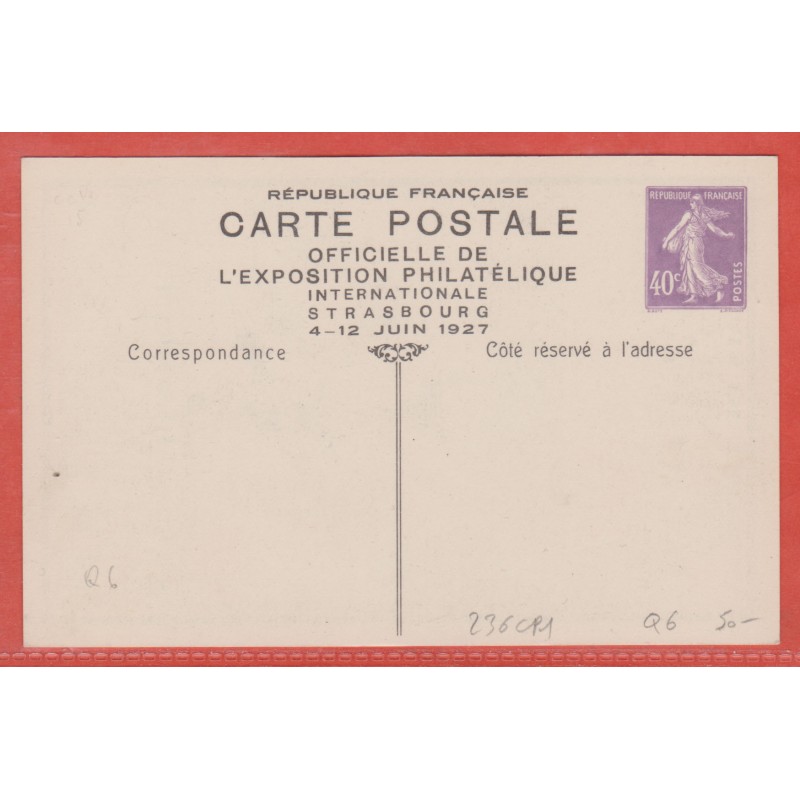 RÉPUBLIQUE FRANÇAISE
CARTE POSTALE
OFFICIELLE DE
L'EXPOSITION PHILATÉLIQUE
INTERNATIONALE
STRASBOURG
4-12 JUIN 1927
RÉPUBLIQUE FRANÇAISE
40c
POSTES
Correspondance
Côté réservé à l'adresse
Q6
236CP1 Q6 50-